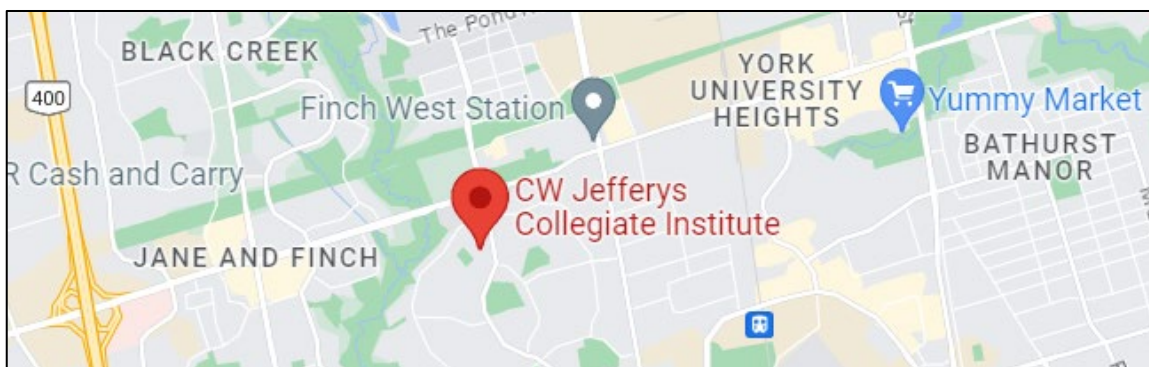 The Pond
BLACK CREEK
400
Finch West Station
YORK
UNIVERSITY
HEIGHTS
Yummy Market
BATHURST
MANOR
R Cash and Carry
CW Jefferys
Collegiate Institute
JANE AND FINCH